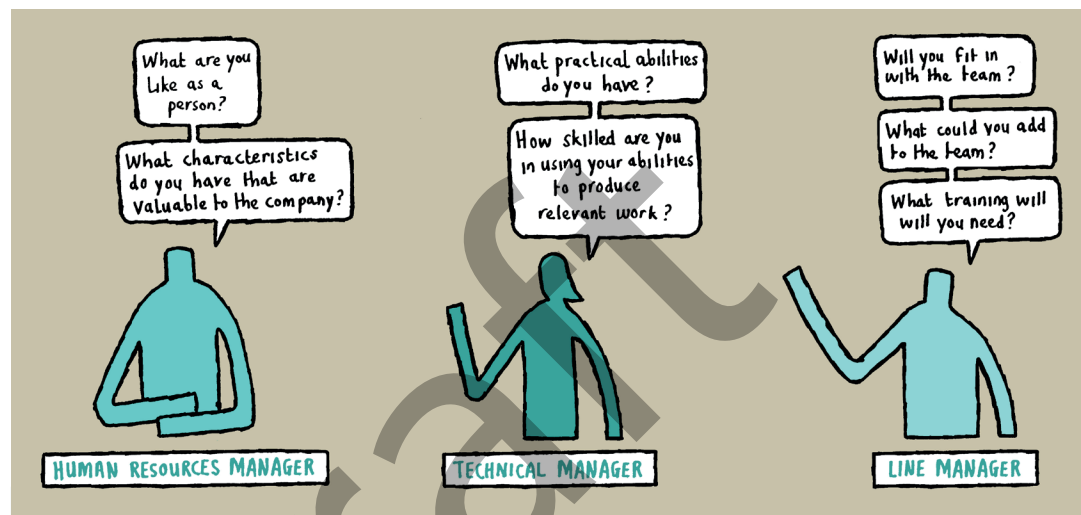 What are you
Like as a
person?
What characteristics
do you have that are
valuable to the company?
HUMAN RESOURCES MANAGER
What practical abilities
do you have?
How skilled are you
in using your abilities
to produce
relevant work?
TECHNICAL MANAGER
Will you fit in
with the team?
What could you add
to the team?
What training will
will you need?
LINE MANAGER